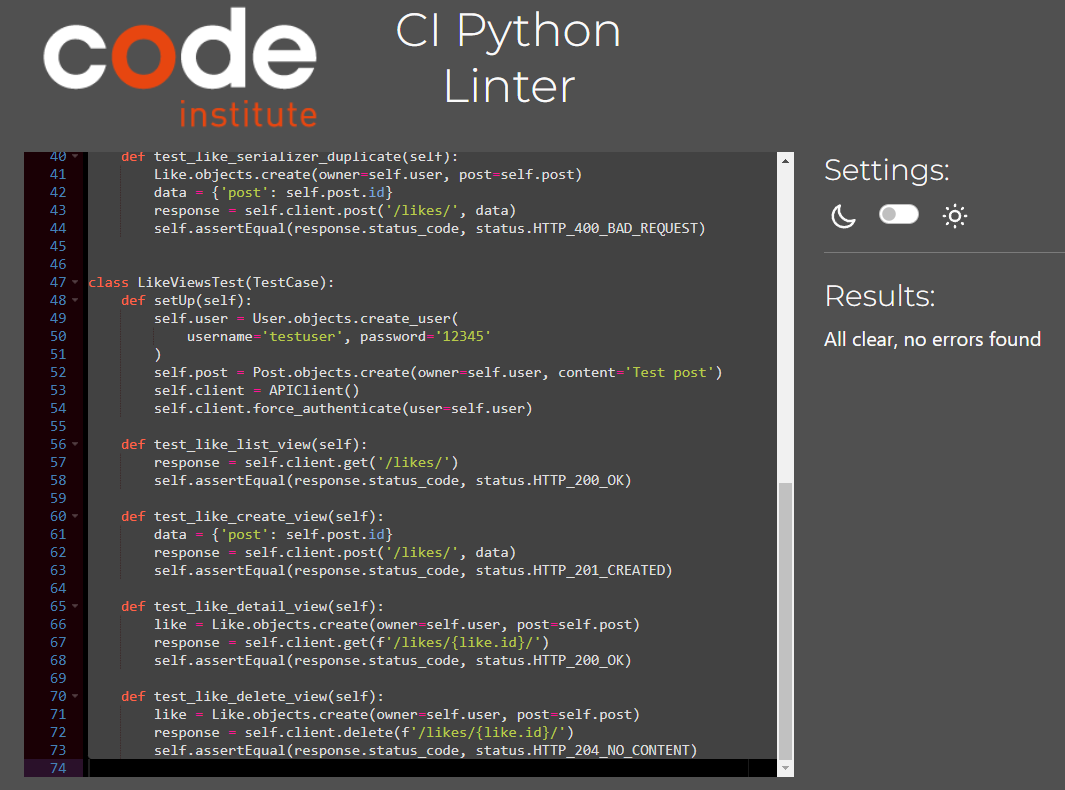 code
institute
CI Python
Linter
40 def test_like_serializer_duplicate(self):
41 Like.objects.create(owner=self.user, post=self.post)
42 data = {'post': self.post.id}
43 response = self.client.post('/likes/', data)
44 self.assertEqual(response.status_code, status.HTTP_400_BAD_REQUEST)
45
46
47 class LikeViewsTest(TestCase):
48 def setUp(self):
49 self.user = User.objects.create_user(
50 username='testuser', password='12345'
51 )
52 self.post = Post.objects.create(owner=self.user, content='Test post')
53 self.client = APIClient()
54 self.client.force_authenticate(user=self.user)
55
56 def test_like_list_view(self):
57 response = self.client.get('/likes/')
58 self.assertEqual(response.status_code, status.HTTP_200_OK)
59
60 def test_like_create_view(self):
61 data = {'post': self.post.id}
62 response = self.client.post('/likes/', data)
63 self.assertEqual(response.status_code, status.HTTP_201_CREATED)
64
65 def test_like_detail_view(self):
66 like = Like.objects.create(owner=self.user, post=self.post)
67 response = self.client.get(f'/likes/{like.id}/')
68 self.assertEqual(response.status_code, status.HTTP_200_OK)
69
70 def test_like_delete_view(self):
71 like = Like.objects.create(owner=self.user, post=self.post)
72 response = self.client.delete(f'/likes/{like.id}/')
73 self.assertEqual(response.status_code, status.HTTP_204_NO_CONTENT)
74
Settings:
Results:
All clear, no errors found